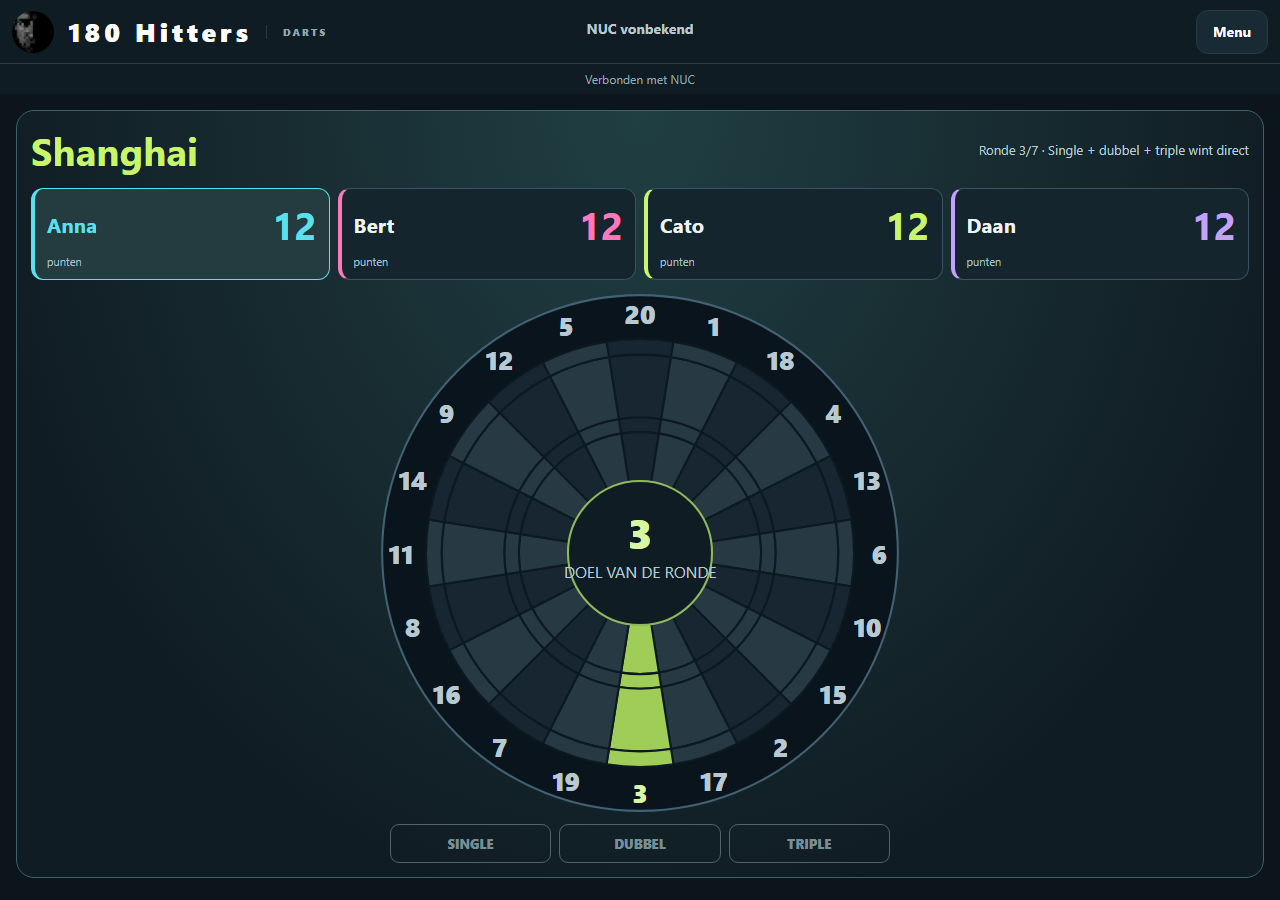 180 Hitters DARTS NUC vonbekend Menu
Verbonden met NUC
Shanghai Ronde 3/7 · Single + dubbel + triple wint direct
Anna 12 Bert 12 Cato 12 Daan 12
punten punten punten punten
20
5 1
12 18
9 4
14 13
3
11 6
DOEL VAN DE RONDE
8 10
16 15
7 2
19 17
3
SINGLE DUBBEL TRIPLE